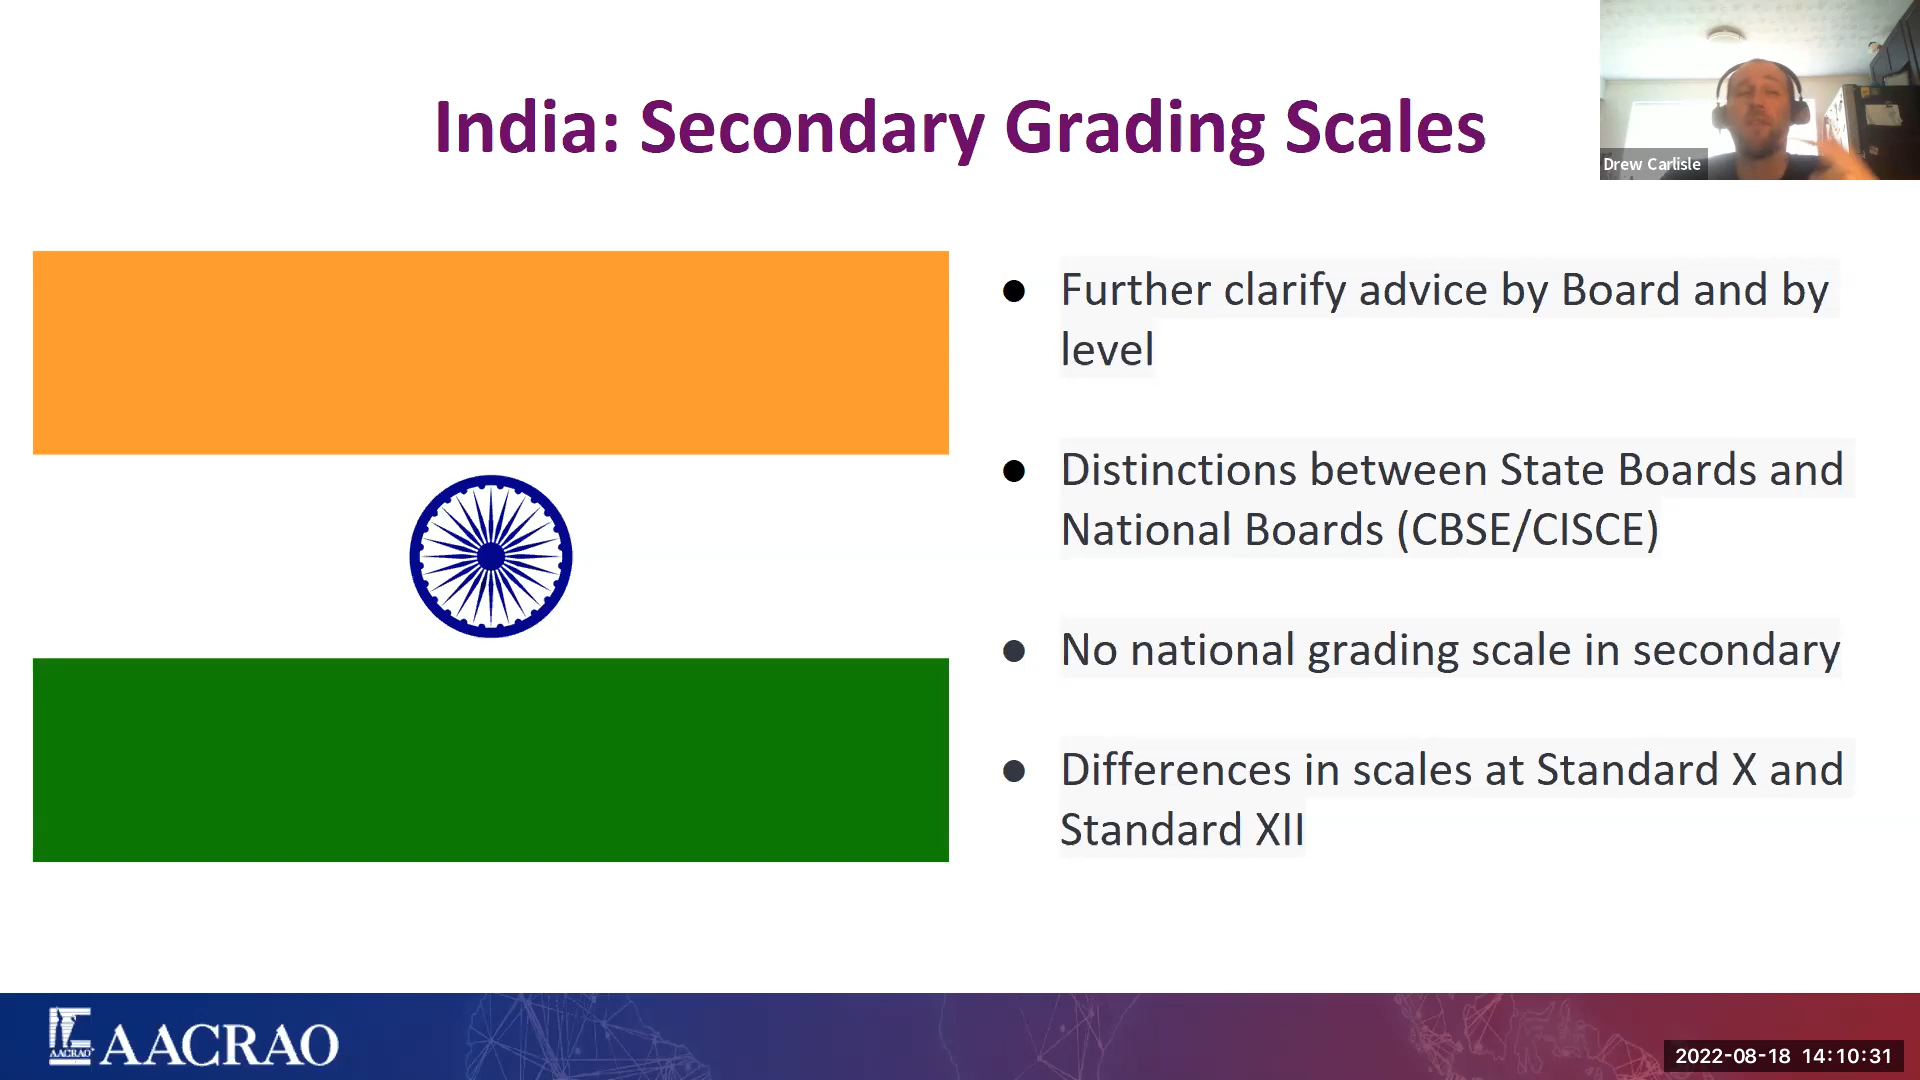 India: Secondary Grading Scales
Drew Carlisle
● Further clarify advice by Board and by
level
● Distinctions between State Boards and
National Boards (CBSE/CISCE)
● No national grading scale in secondary
● Differences in scales at Standard X and
Standard XII
AACRAO
AACRAO
2022-08-18 14:10:31